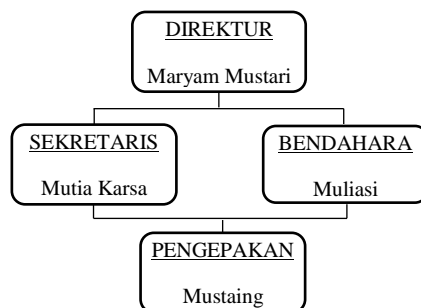 DIREKTUR
Maryam Mustari
SEKRETARIS
Mutia Karsa
BENDAHARA
Muliasi
PENGEPAKAN
Mustaing